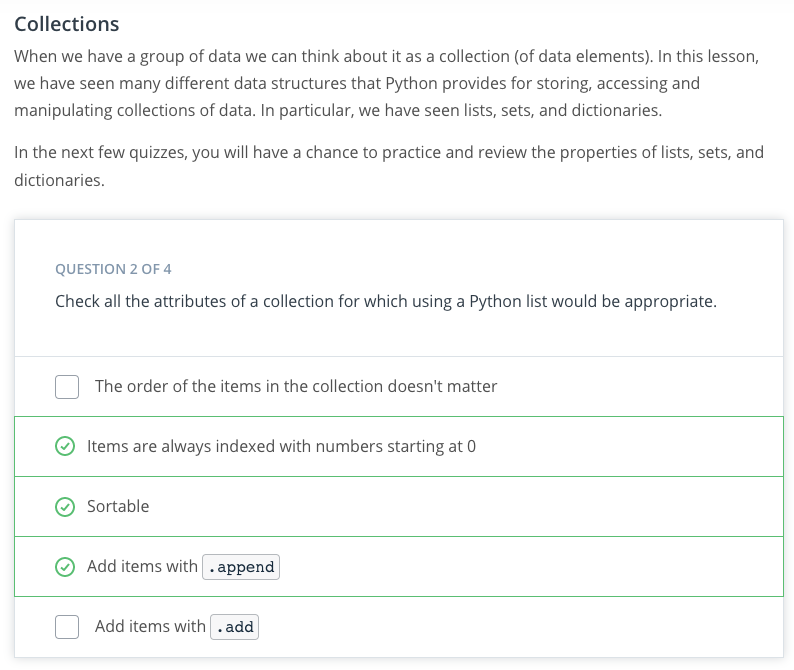 Collections
When we have a group of data we can think about it as a collection (of data elements). In this lesson,
we have seen many different data structures that Python provides for storing, accessing and
manipulating collections of data. In particular, we have seen lists, sets, and dictionaries.
In the next few quizzes, you will have a chance to practice and review the properties of lists, sets, and
dictionaries.
QUESTION 2 OF 4
Check all the attributes of a collection for which using a Python list would be appropriate.
The order of the items in the collection doesn't matter
Items are always indexed with numbers starting at 0
Sortable
Add items with .append
Add items with .add